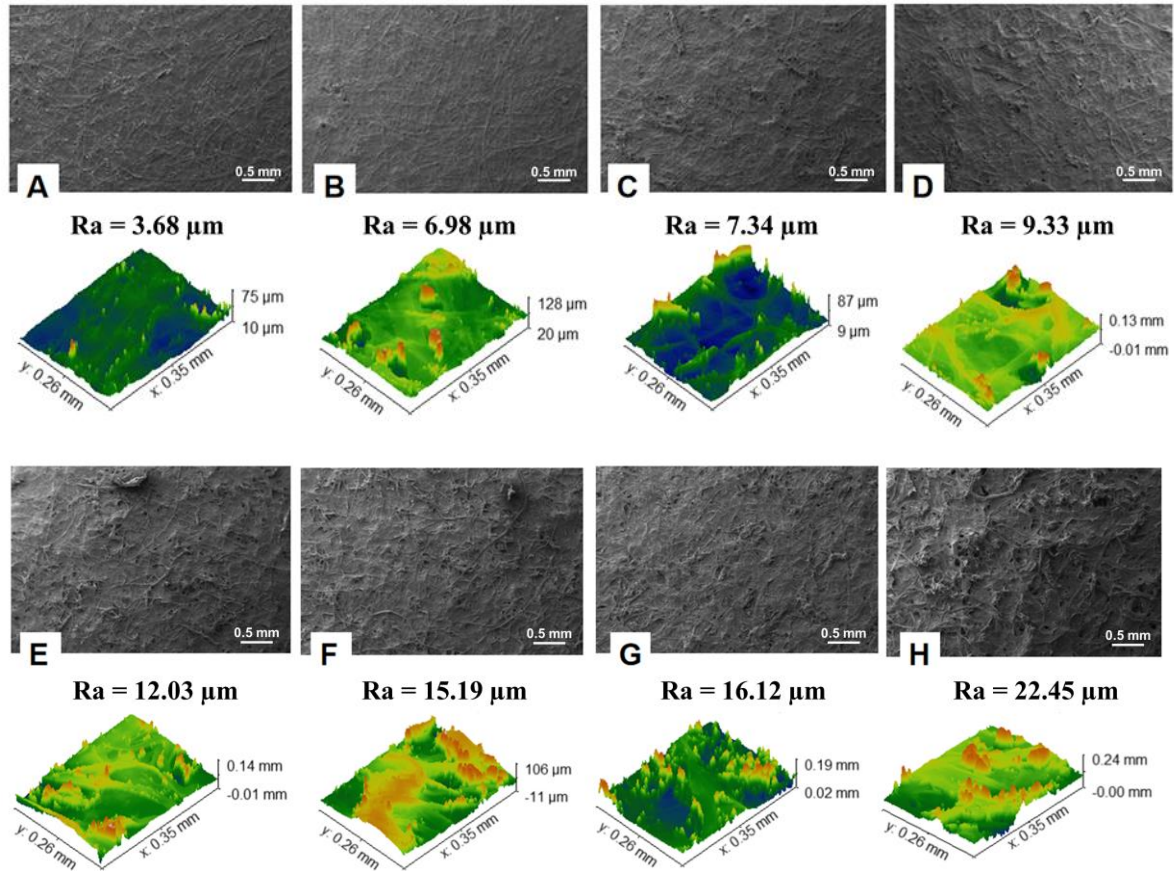 0.5 mm 0.5 mm 0.5 mm 0.5 mm
A B C D
Ra = 3.68 µm Ra = 6.98 µm Ra = 7.34 µm Ra = 9.33 µm
75 µm 128 µm 87 µm 0.13 mm
10 µm 20 µm 9 µm -0.01 mm
y: 0.26 mm x: 0.35 mm y: 0.26 mm x: 0.35 mm y: 0.26 mm x: 0.35 mm y: 0.26 mm x: 0.35 mm
0.5 mm 0.5 mm 0.5 mm 0.5 mm
E F G H
Ra = 12.03 µm Ra = 15.19 µm Ra = 16.12 µm Ra = 22.45 µm
0.14 mm 106 µm 0.19 mm 0.24 mm
-0.01 mm -11 µm 0.02 mm -0.00 mm
y: 0.26 mm x: 0.35 mm y: 0.26 mm x: 0.35 mm y: 0.26 mm x: 0.35 mm y: 0.26 mm x: 0.35 mm